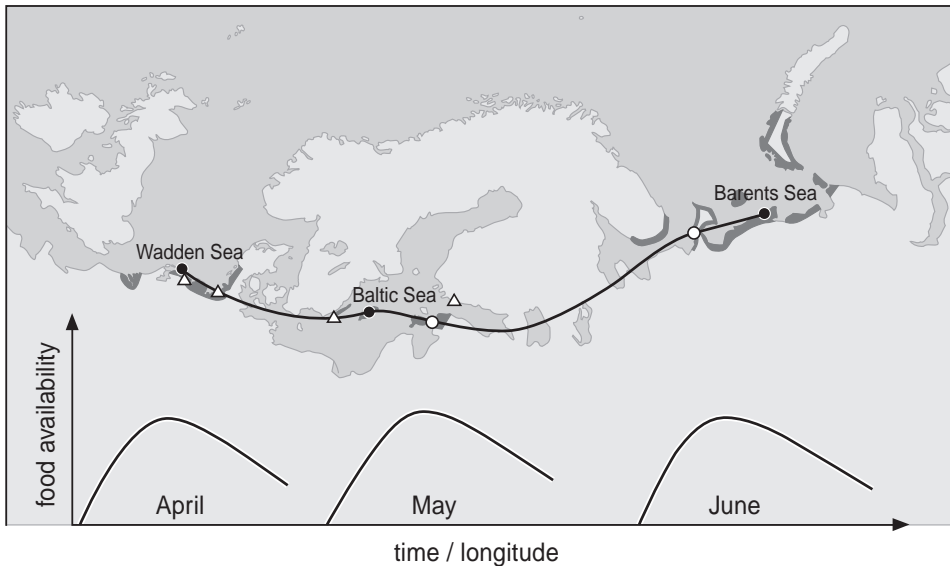 Barents Sea
Wadden Sea
Baltic Sea
food availability
April
May
June
time / longitude